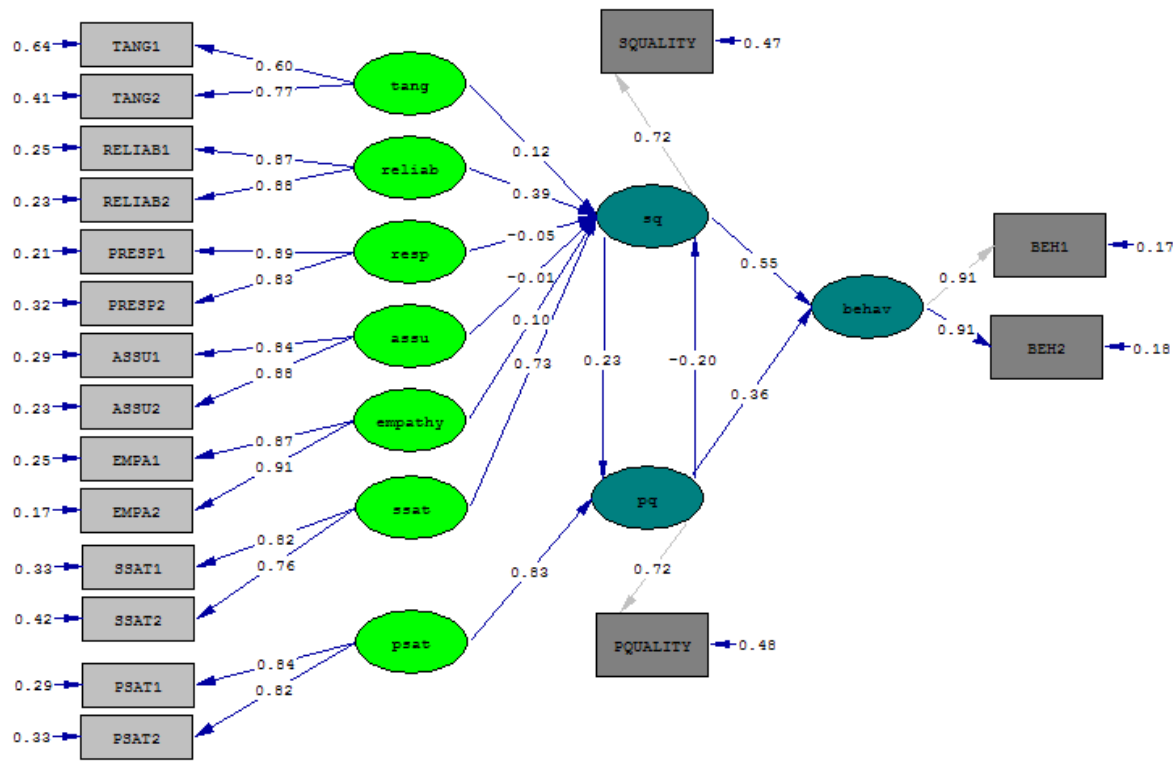 0.64 TANG1
0.60
0.41 TANG2
0.77
tang
0.12
0.25 RELIAB1
0.87
0.23 RELIAB2
0.88
reliab
0.39
0.21 PRESP1
0.89
0.32 PRESP2
0.83
resp
-0.05
0.29 ASSU1
0.84
0.23 ASSU2
0.88
assu
-0.01
0.25 EMPA1
0.87
0.17 EMPA2
0.91
empathy
0.10
0.33 SSAT1
0.82
0.42 SSAT2
0.76
ssat
0.73
0.29 PSAT1
0.84
0.33 PSAT2
0.82
psat
0.83
SQUALITY 0.47
0.72
sq
0.55
0.23
-0.20
pq
0.36
0.72
PQUALITY 0.48
behav
0.91
BEH1 0.17
0.91
BEH2 0.18